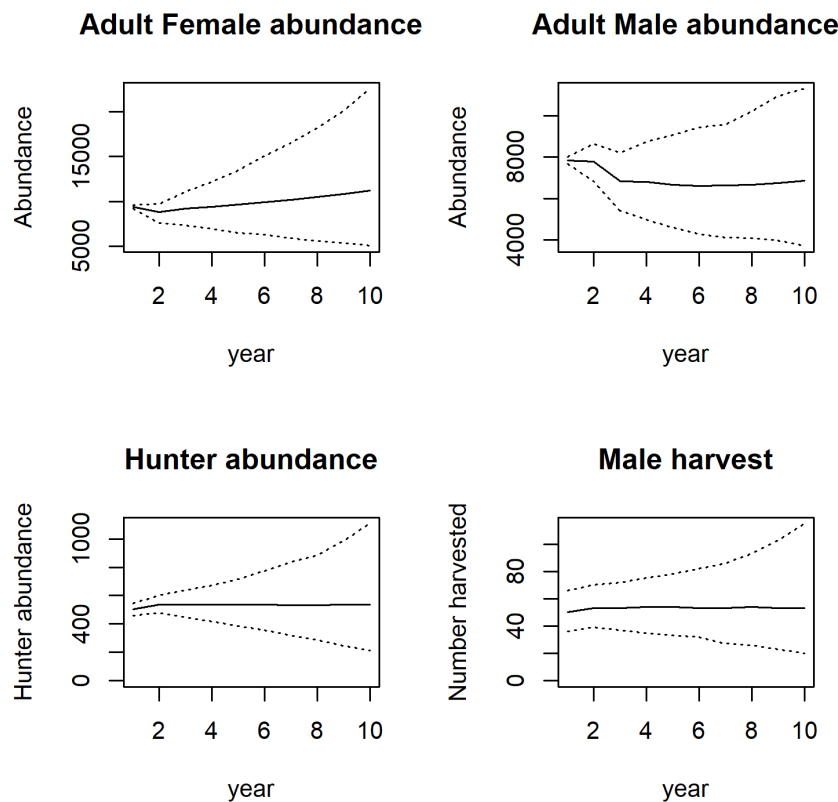 Adult Female abundance
Abundance
5000 15000
2 4 6 8 10
year
Adult Male abundance
Abundance
4000 8000
2 4 6 8 10
year
Hunter abundance
Hunter abundance
0 400 1000
2 4 6 8 10
year
Male harvest
Number harvested
0 40 80
2 4 6 8 10
year